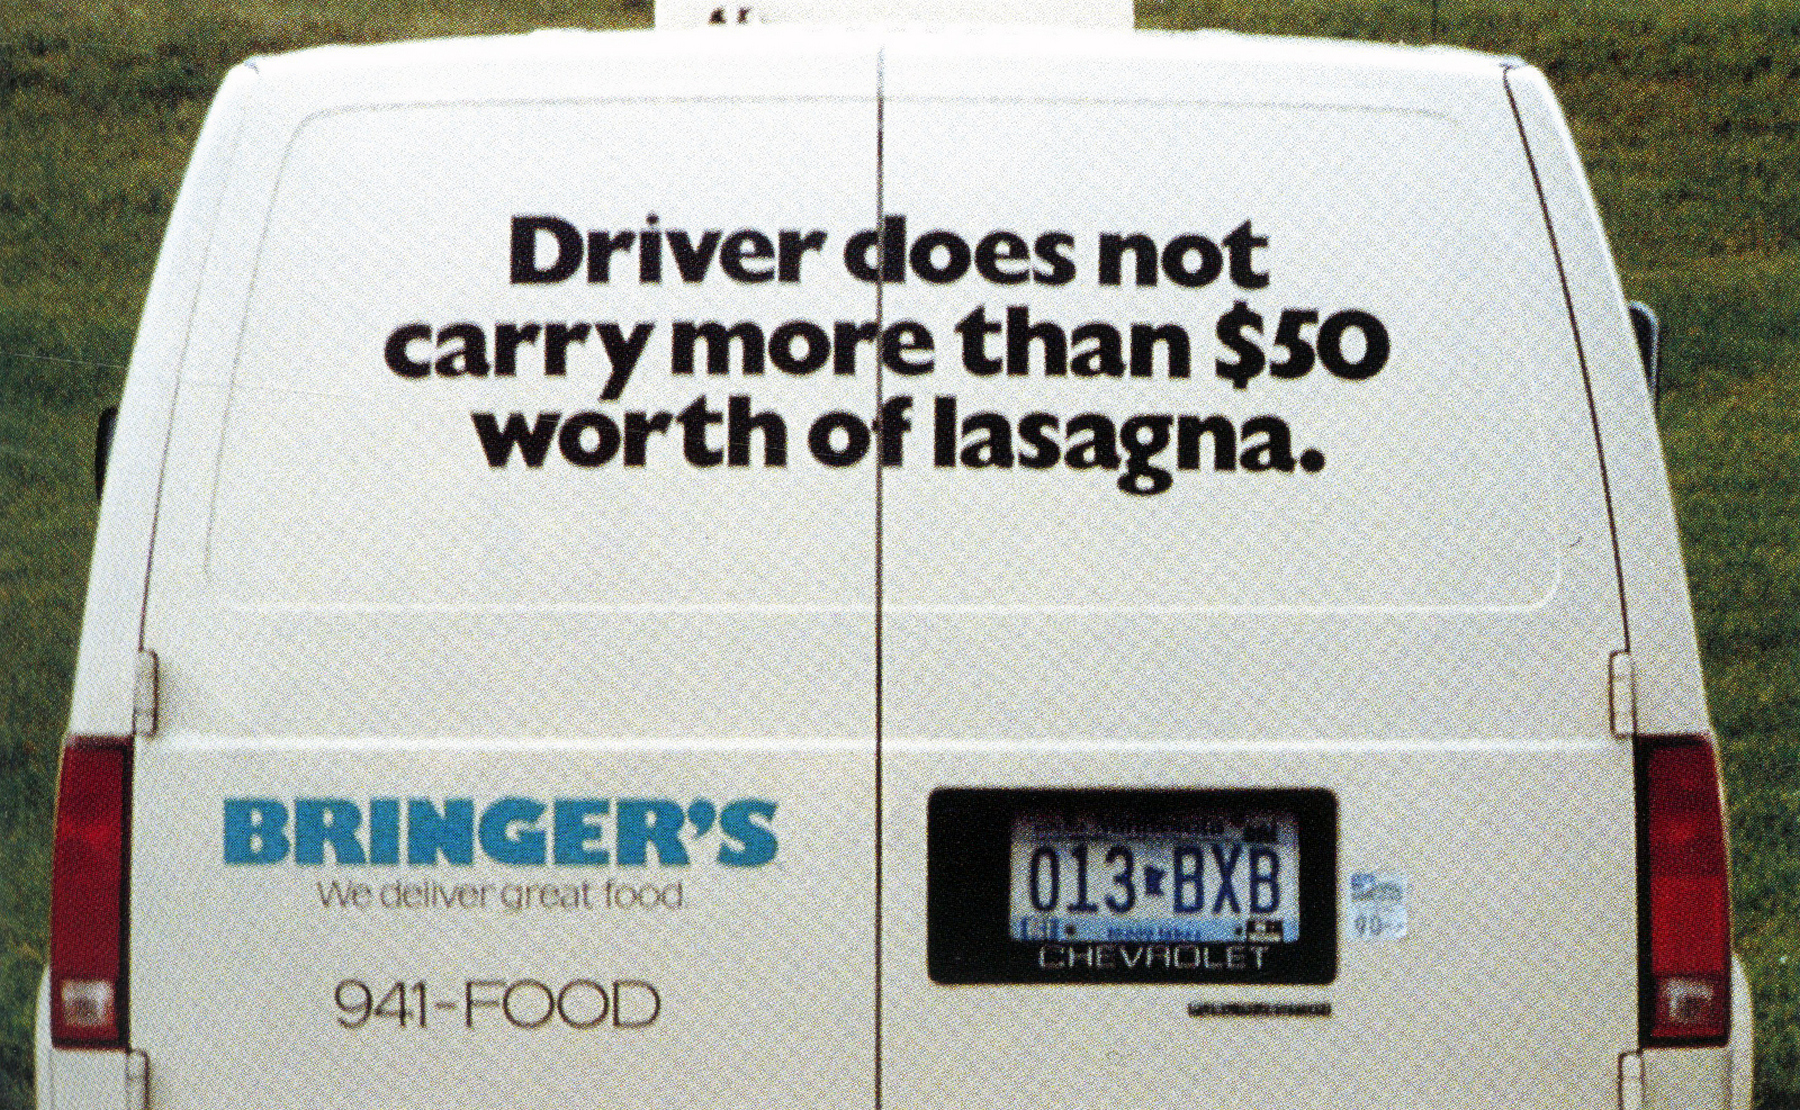 Driver does not
carry more than $50
worth of lasagna.
BRINGER'S
We deliver great food.
941-FOOD
013 BXB
CHEVROLET